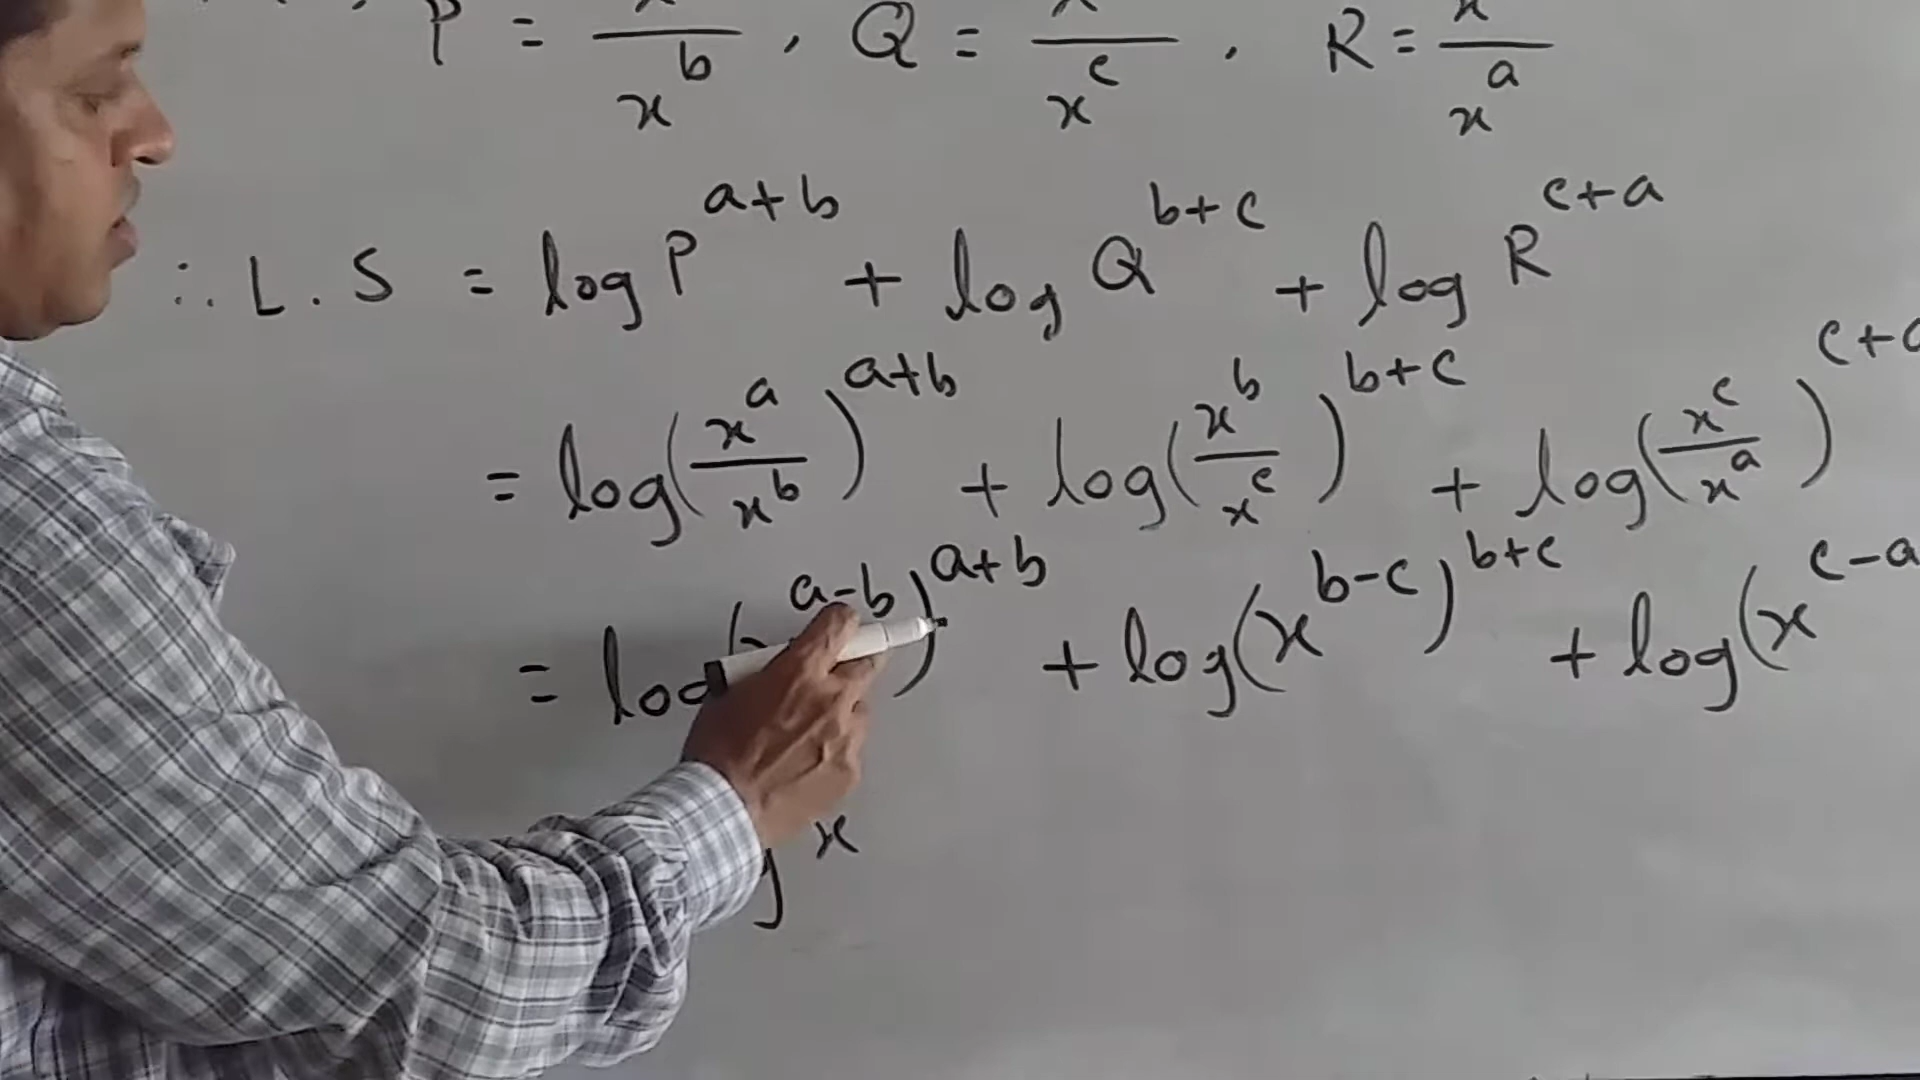 P = x / x^b , Q = x / x^c , R = x / x^a
∴ L.S = log P^(a+b) + log Q^(b+c) + log R^(c+a)
= log(x^a / x^b)^(a+b) + log(x^b / x^c)^(b+c) + log(x^c / x^a)^(c+a)
= log(x^(a-b))^(a+b) + log(x^(b-c))^(b+c) + log(x^(c-a)
g x